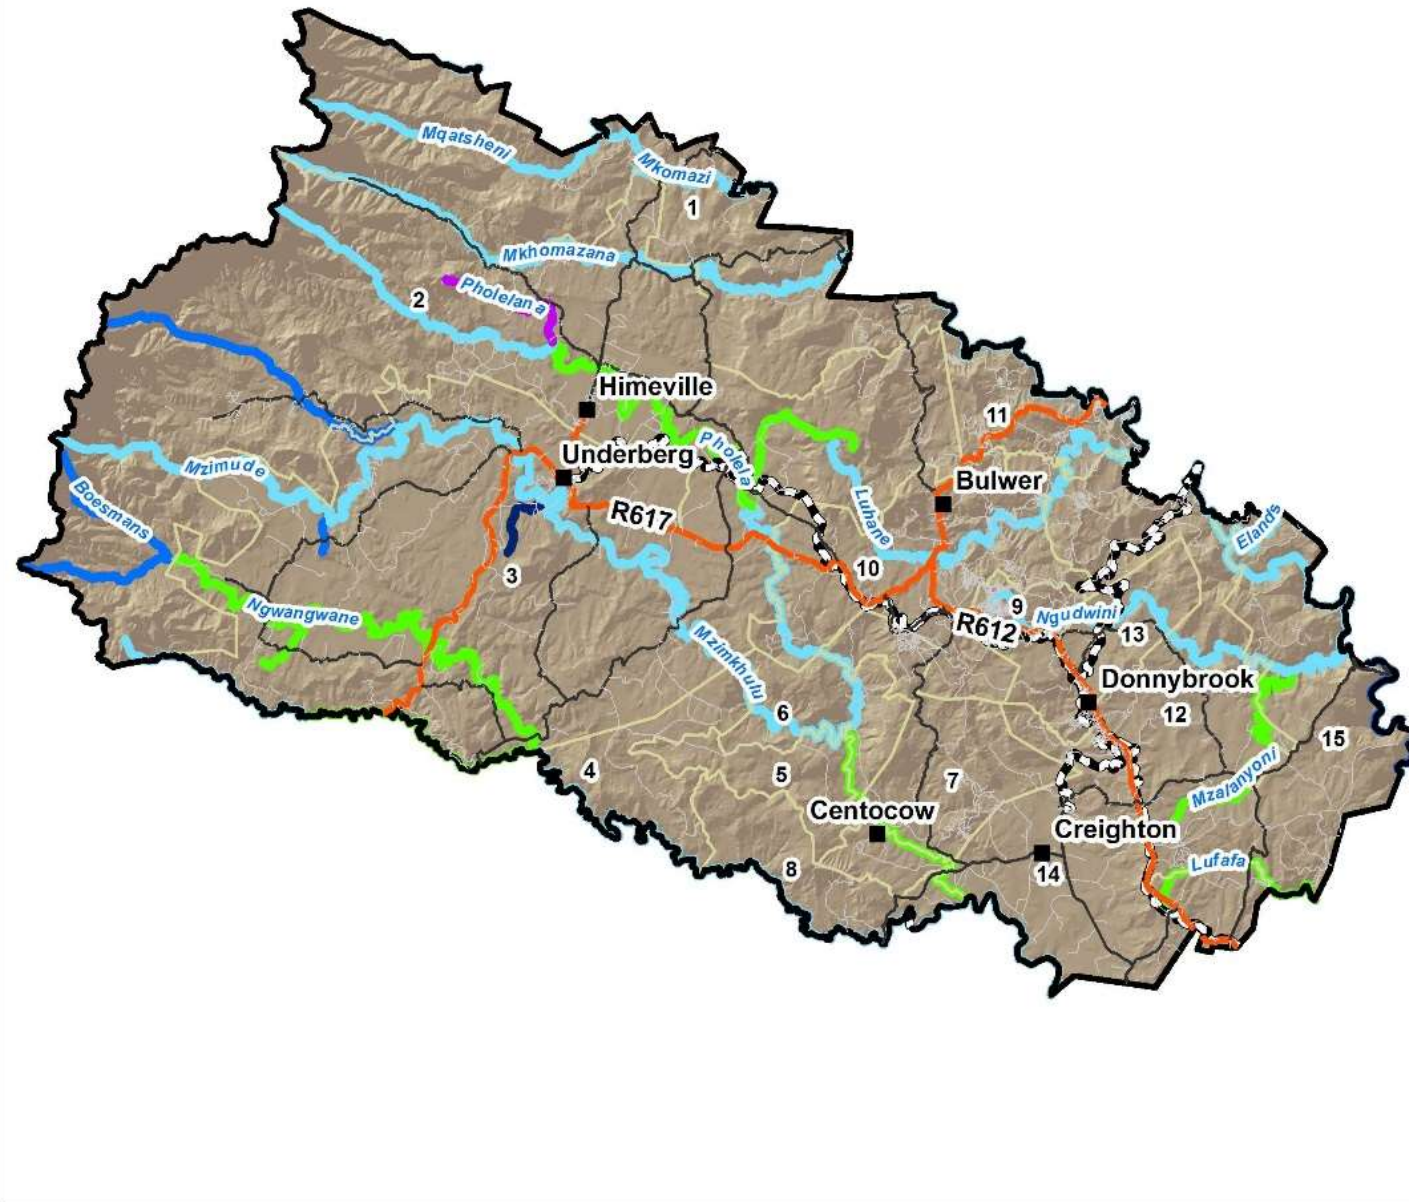 Mqatsheni
Mkomazi
1
Mkhomazana
Pholelana
2
Himeville
11
Pholela
Underberg
Mzimude
Bulwer
Boesmans
R617
Luhane
Elands
10
3
9
Ngwangwane
Ngudwini
R612
13
Mzimkhulu
Donnybrook
6
12
15
4
5
7
Mzalanyoni
Centocow
Creighton
Lufafa
8
14